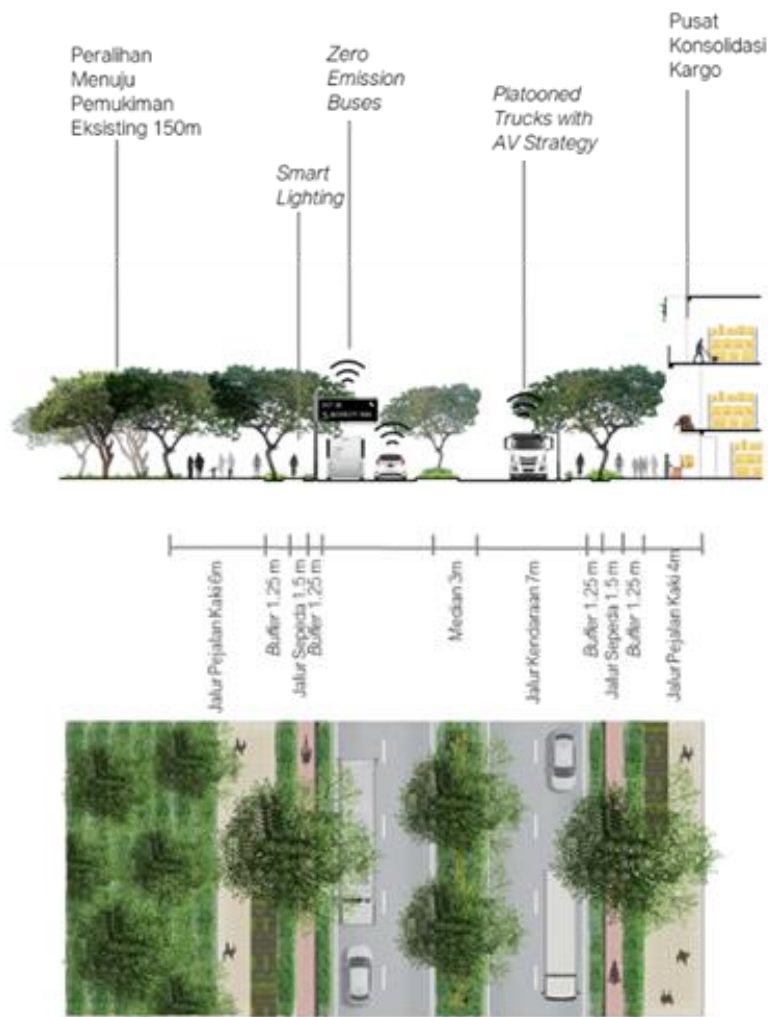 Peralihan
Menuju
Pemukiman
Eksisting 150m
Smart
Lighting
Zero
Emission
Buses
Platooned
Trucks with
AV Strategy
Pusat
Konsolidasi
Kargo
Jalur Pejalan Kaki 6m
Buffer 1.25 m
Jalur Sepeda 1.5 m
Buffer 1.25 m
Median 3m
Jalur Kendaraan 7m
Buffer 1.25 m
Jalur Sepeda 1.5 m
Buffer 1.25 m
Jalur Pejalan Kaki 4m